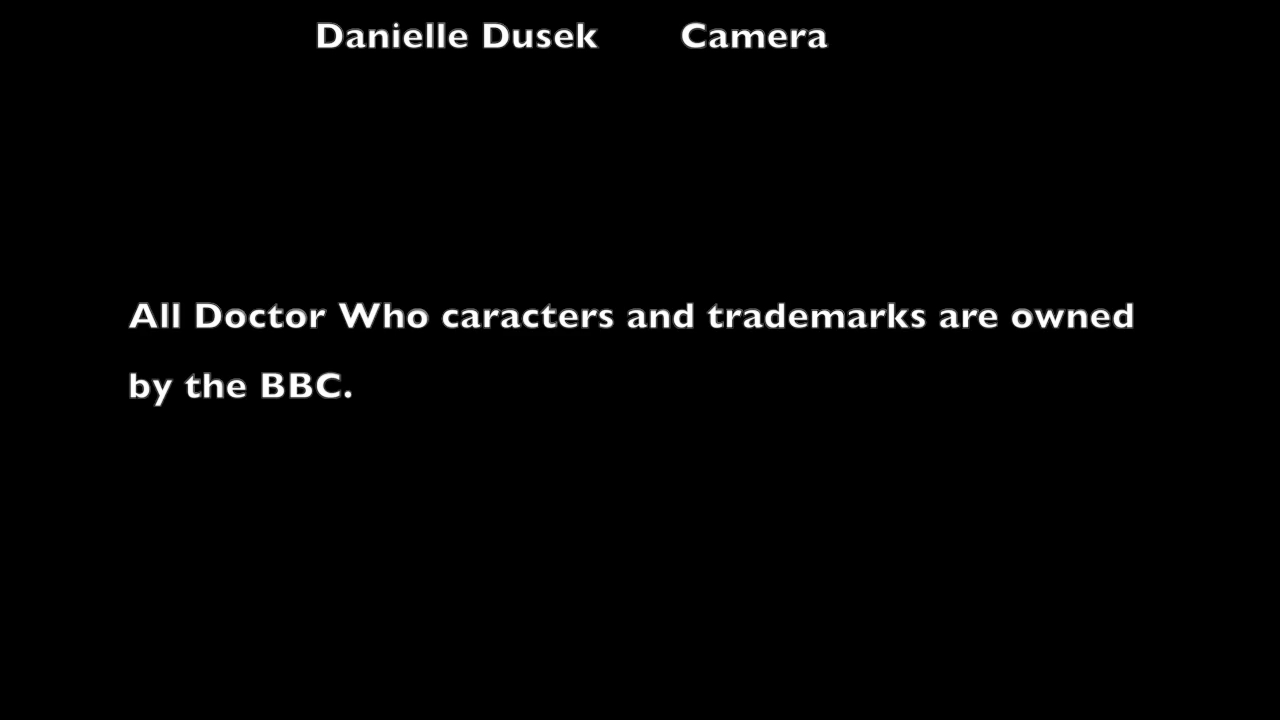 Danielle Dusek Camera
All Doctor Who caracters and trademarks are owned
by the BBC.